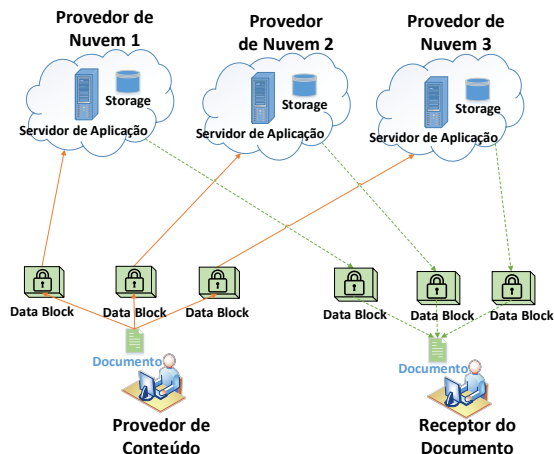 Provedor de
Nuvem 1
Provedor
de Nuvem 2
Provedor de
Nuvem 3
Storage
Servidor de Aplicação
Storage
Servidor de Aplicação
Storage
Servidor de Aplicação
Data Block
Data Block
Data Block
Data Block
Data Block
Data Block
Documento
Provedor de
Conteúdo
Documento
Receptor do
Documento